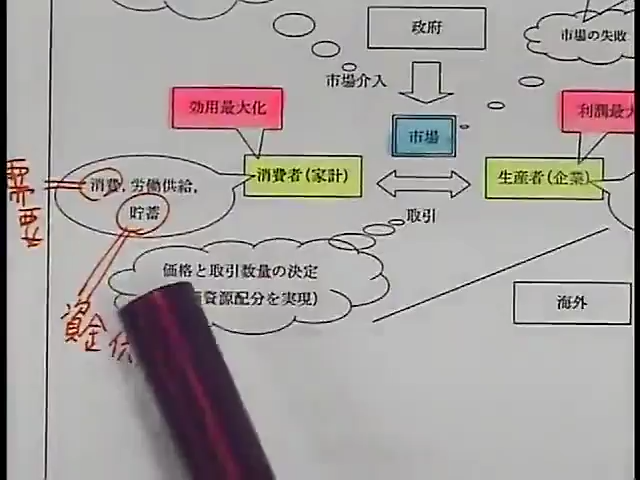 政府
市場の失敗
市場介入
効用最大化
市場
利潤最大
需要
消費,労働供給,
貯蓄
消費者(家計)
生産者(企業)
取引
価格と取引数量の決定
資源配分を実現)
海外
資金